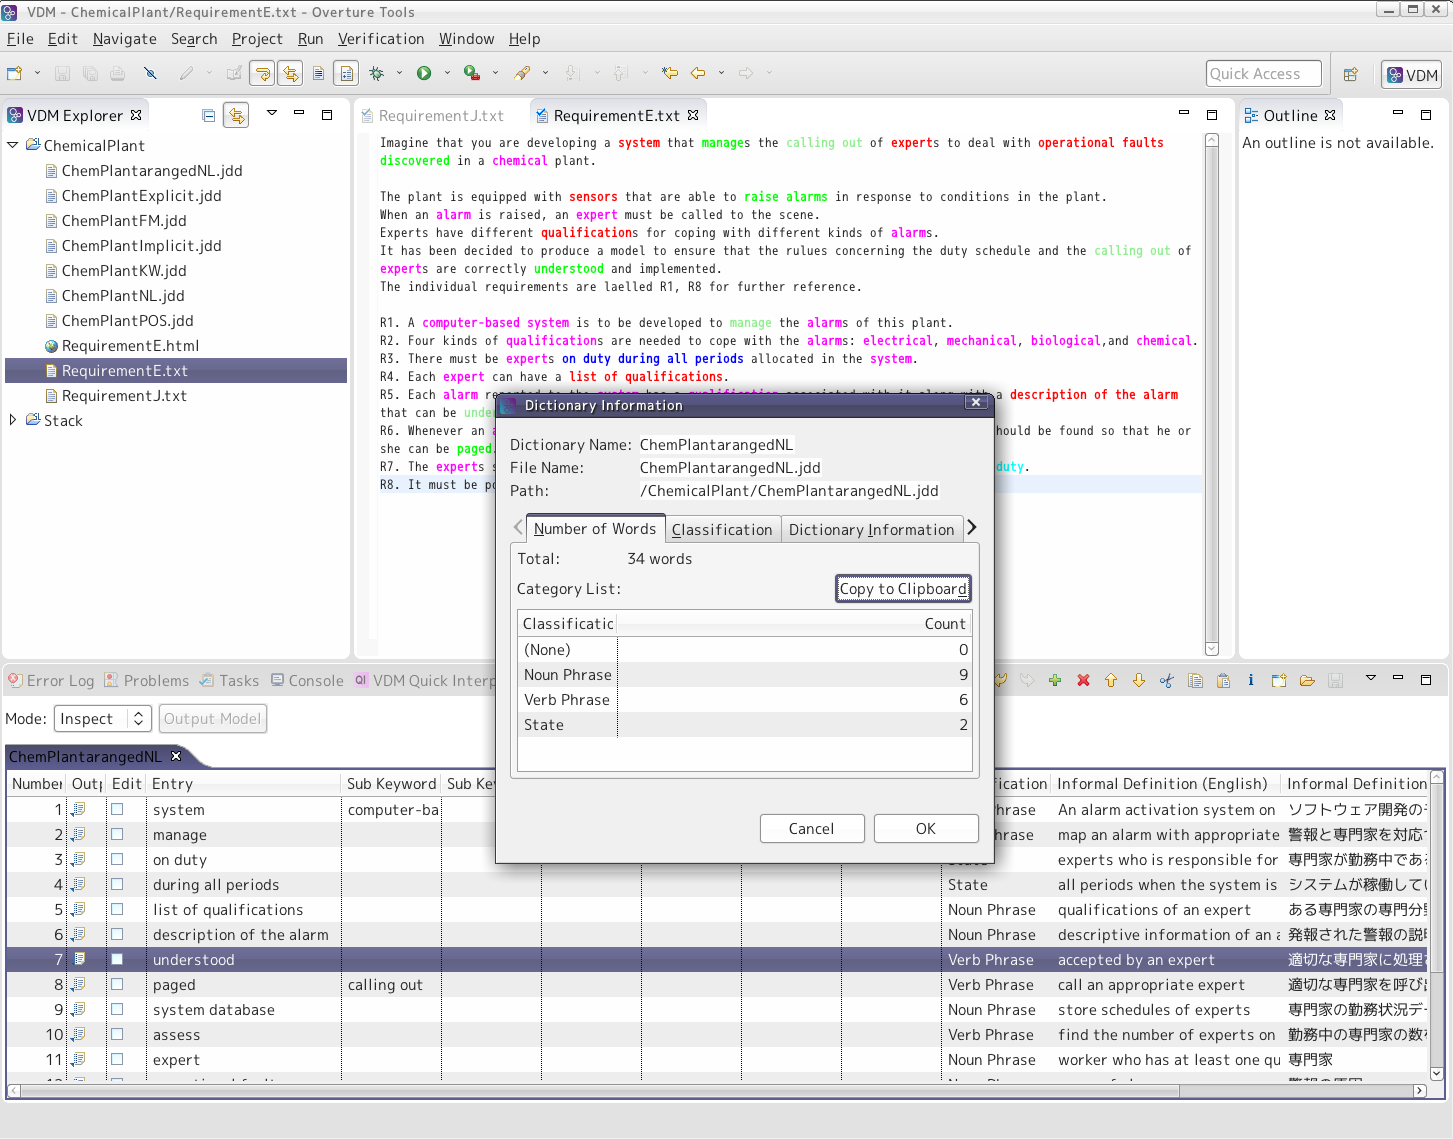 VDM - ChemicalPlant/RequirementE.txt - Overture Tools
File Edit Navigate Search Project Run Verification Window Help
Quick Access
VDM
VDM Explorer
ChemicalPlant
ChemPlantarangedNL.jdd
ChemPlantExplicit.jdd
ChemPlantFM.jdd
ChemPlantImplicit.jdd
ChemPlantKW.jdd
ChemPlantNL.jdd
ChemPlantPOS.jdd
RequirementE.html
RequirementE.txt
RequirementJ.txt
Stack
RequirementJ.txt RequirementE.txt
Imagine that you are developing a system that manages the calling out of experts to deal with operational faults
discovered in a chemical plant.
The plant is equipped with sensors that are able to raise alarms in response to conditions in the plant.
When an alarm is raised, an expert must be called to the scene.
Experts have different qualifications for coping with different kinds of alarms.
It has been decided to produce a model to ensure that the rulues concerning the duty schedule and the calling out of
experts are correctly understood and implemented.
The individual requirements are laelled R1, R8 for further reference.
R1. A computer-based system is to be developed to manage the alarms of this plant.
R2. Four kinds of qualifications are needed to cope with the alarms: electrical, mechanical, biological,and chemical.
R3. There must be experts on duty during all periods allocated in the system.
R4. Each expert can have a list of qualifications.
R5. Each alarm reported to the system has a qualification associated with it along with a description of the alarm
that can be unde
R6. Whenever an a hould be found so that he or
she can be paged.
R7. The experts s duty.
R8. It must be po
Outline
An outline is not available.
Dictionary Information
Dictionary Name: ChemPlantarangedNL
File Name: ChemPlantarangedNL.jdd
Path: /ChemicalPlant/ChemPlantarangedNL.jdd
Number of Words Classification Dictionary Information
Total: 34 words
Category List: Copy to Clipboard
Classificatic Count
(None) 0
Noun Phrase 9
Verb Phrase 6
State 2
Cancel OK
Error Log Problems Tasks Console VDM Quick Interp
Mode: Inspect Output Model
ChemPlantarangedNL
Number Outp Edit Entry Sub Keyword Sub Ke ification Informal Definition (English) Informal Definition
1 system computer-ba Phrase An alarm activation system on ソフトウェア開発の
2 manage hrase map an alarm with appropriate 警報と専門家を対応
3 on duty State experts who is responsible for 専門家が勤務中であ
4 during all periods State all periods when the system is システムが稼働して
5 list of qualifications Noun Phrase qualifications of an expert ある専門家の専門分
6 description of the alarm Noun Phrase descriptive information of an a 発報された警報の説
7 understood Verb Phrase accepted by an expert 適切な専門家に処理
8 paged calling out Verb Phrase call an appropriate expert 適切な専門家を呼び
9 system database Noun Phrase store schedules of experts 専門家の勤務状況デ
10 assess Verb Phrase find the number of experts on 勤務中の専門家の数
11 expert Noun Phrase worker who has at least one qu 専門家